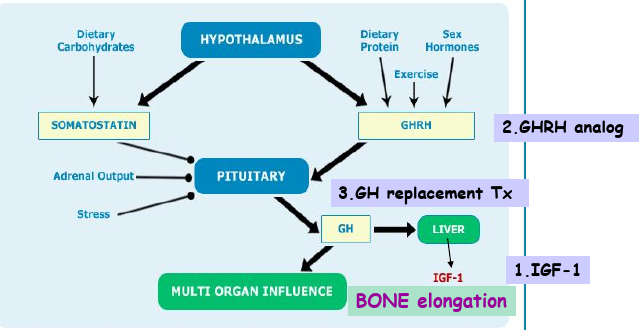 HYPOTHALAMUS
Dietary
Carbohydrates
Dietary
Protein
Sex
Hormones
Exercise
SOMATOSTATIN
GHRH
2.GHRH analog
Adrenal Output
PITUITARY
3.GH replacement Tx
Stress
GH
LIVER
IGF-1
1.IGF-1
MULTI ORGAN INFLUENCE
BONE elongation